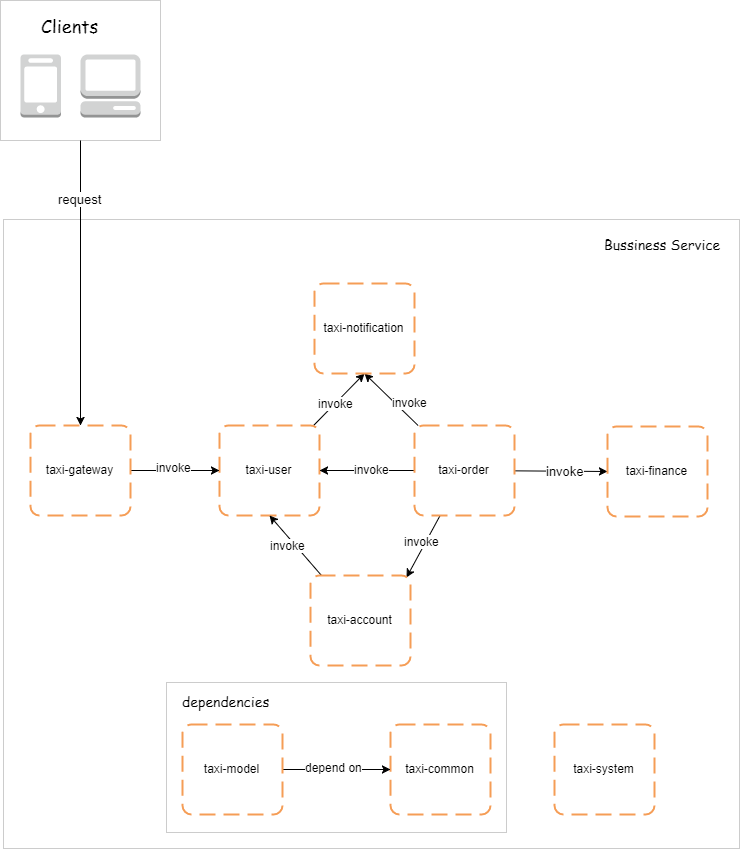 Clients
request
Bussiness Service
taxi-notification
invoke
invoke
taxi-gateway
invoke
taxi-user
invoke
taxi-order
invoke
taxi-finance
invoke
invoke
taxi-account
dependencies
taxi-model
depend on
taxi-common
taxi-system